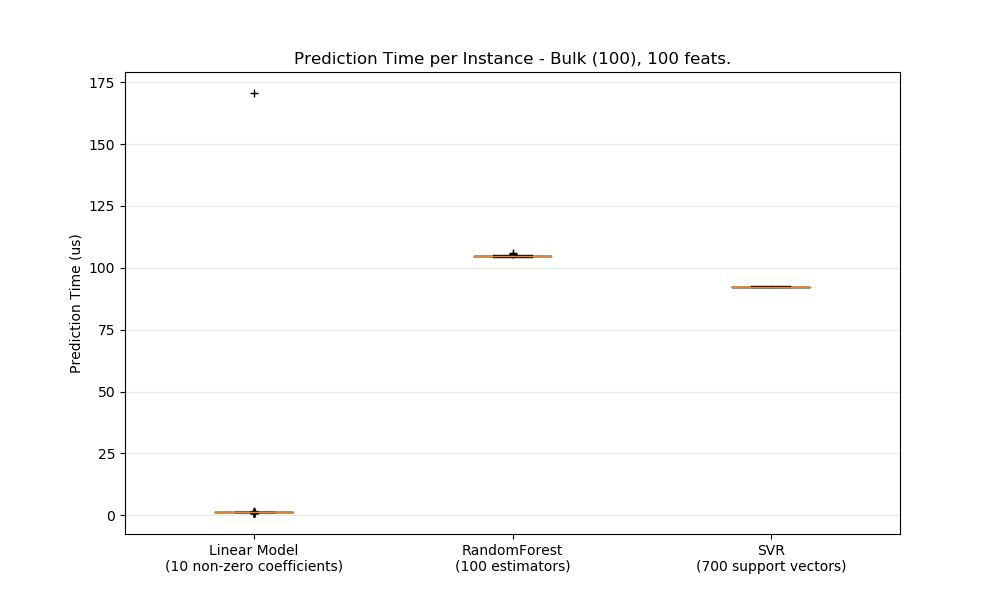 Prediction Time per Instance - Bulk (100), 100 feats.
175
150
125
100
75
50
25
0
Prediction Time (us)
Linear Model
(10 non-zero coefficients)
RandomForest
(100 estimators)
SVR
(700 support vectors)